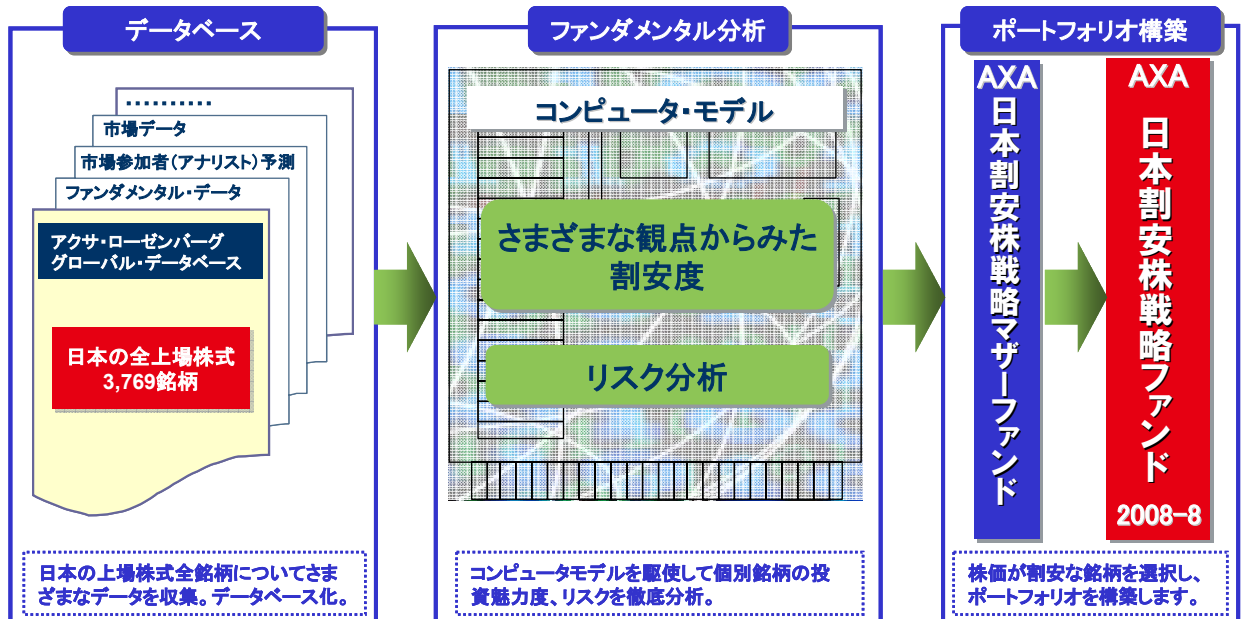 データベース
‥‥‥‥‥
市場データ
市場参加者(アナリスト)予測
ファンダメンタル・データ
アクサ・ローゼンバーグ
グローバル・データベース
日本の全上場株式
3,769銘柄
日本の上場株式全銘柄についてさま
ざまなデータを収集。データベース化。
ファンダメンタル分析
コンピュータ・モデル
さまざまな観点からみた
割安度
リスク分析
コンピュータモデルを駆使して個別銘柄の投
資魅力度、リスクを徹底分析。
ポートフォリオ構築
AXA
日本割安株戦略マザーファンド
AXA
日本割安株戦略ファンド
2008-8
株価が割安な銘柄を選択し、
ポートフォリオを構築します。